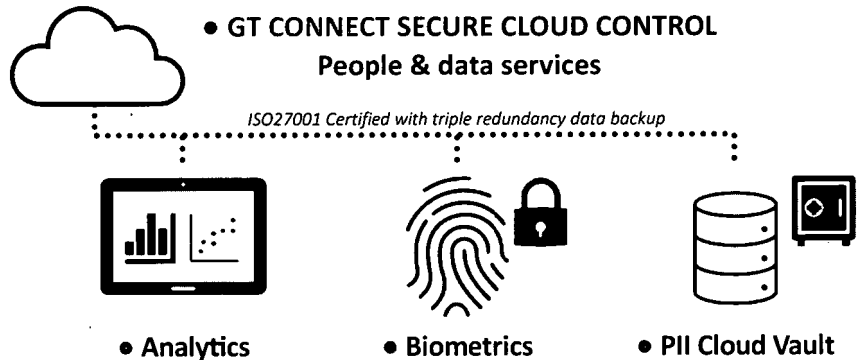 • GT CONNECT SECURE CLOUD CONTROL
People & data services
ISO27001 Certified with triple redundancy data backup
• Analytics
• Biometrics
• PII Cloud Vault